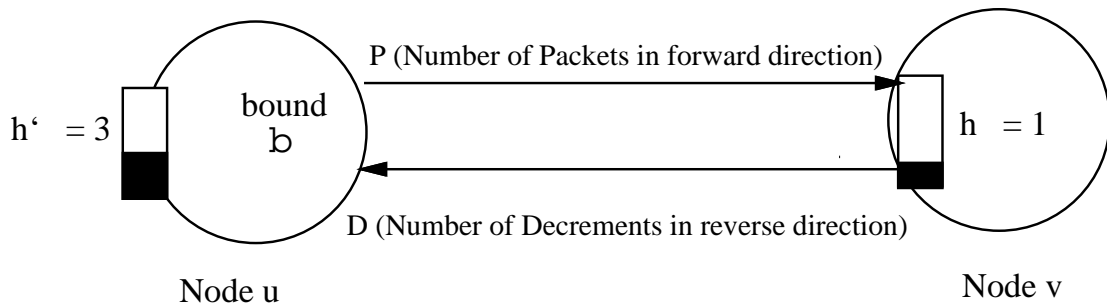 P (Number of Packets in forward direction)
bound
b
h‘ = 3
h = 1
D (Number of Decrements in reverse direction)
Node u
Node v